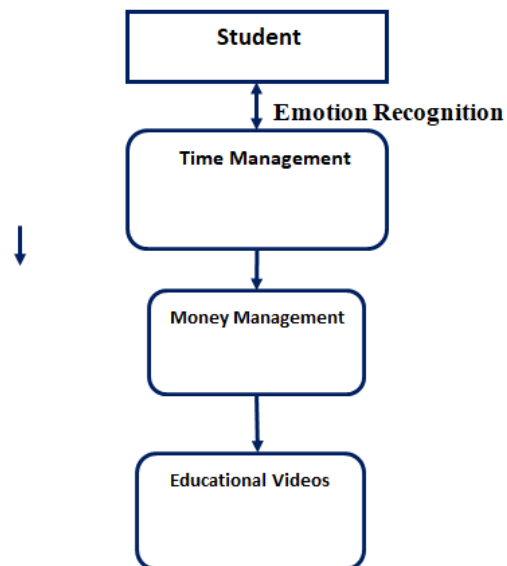 Student
Emotion Recognition
Time Management
Money Management
Educational Videos